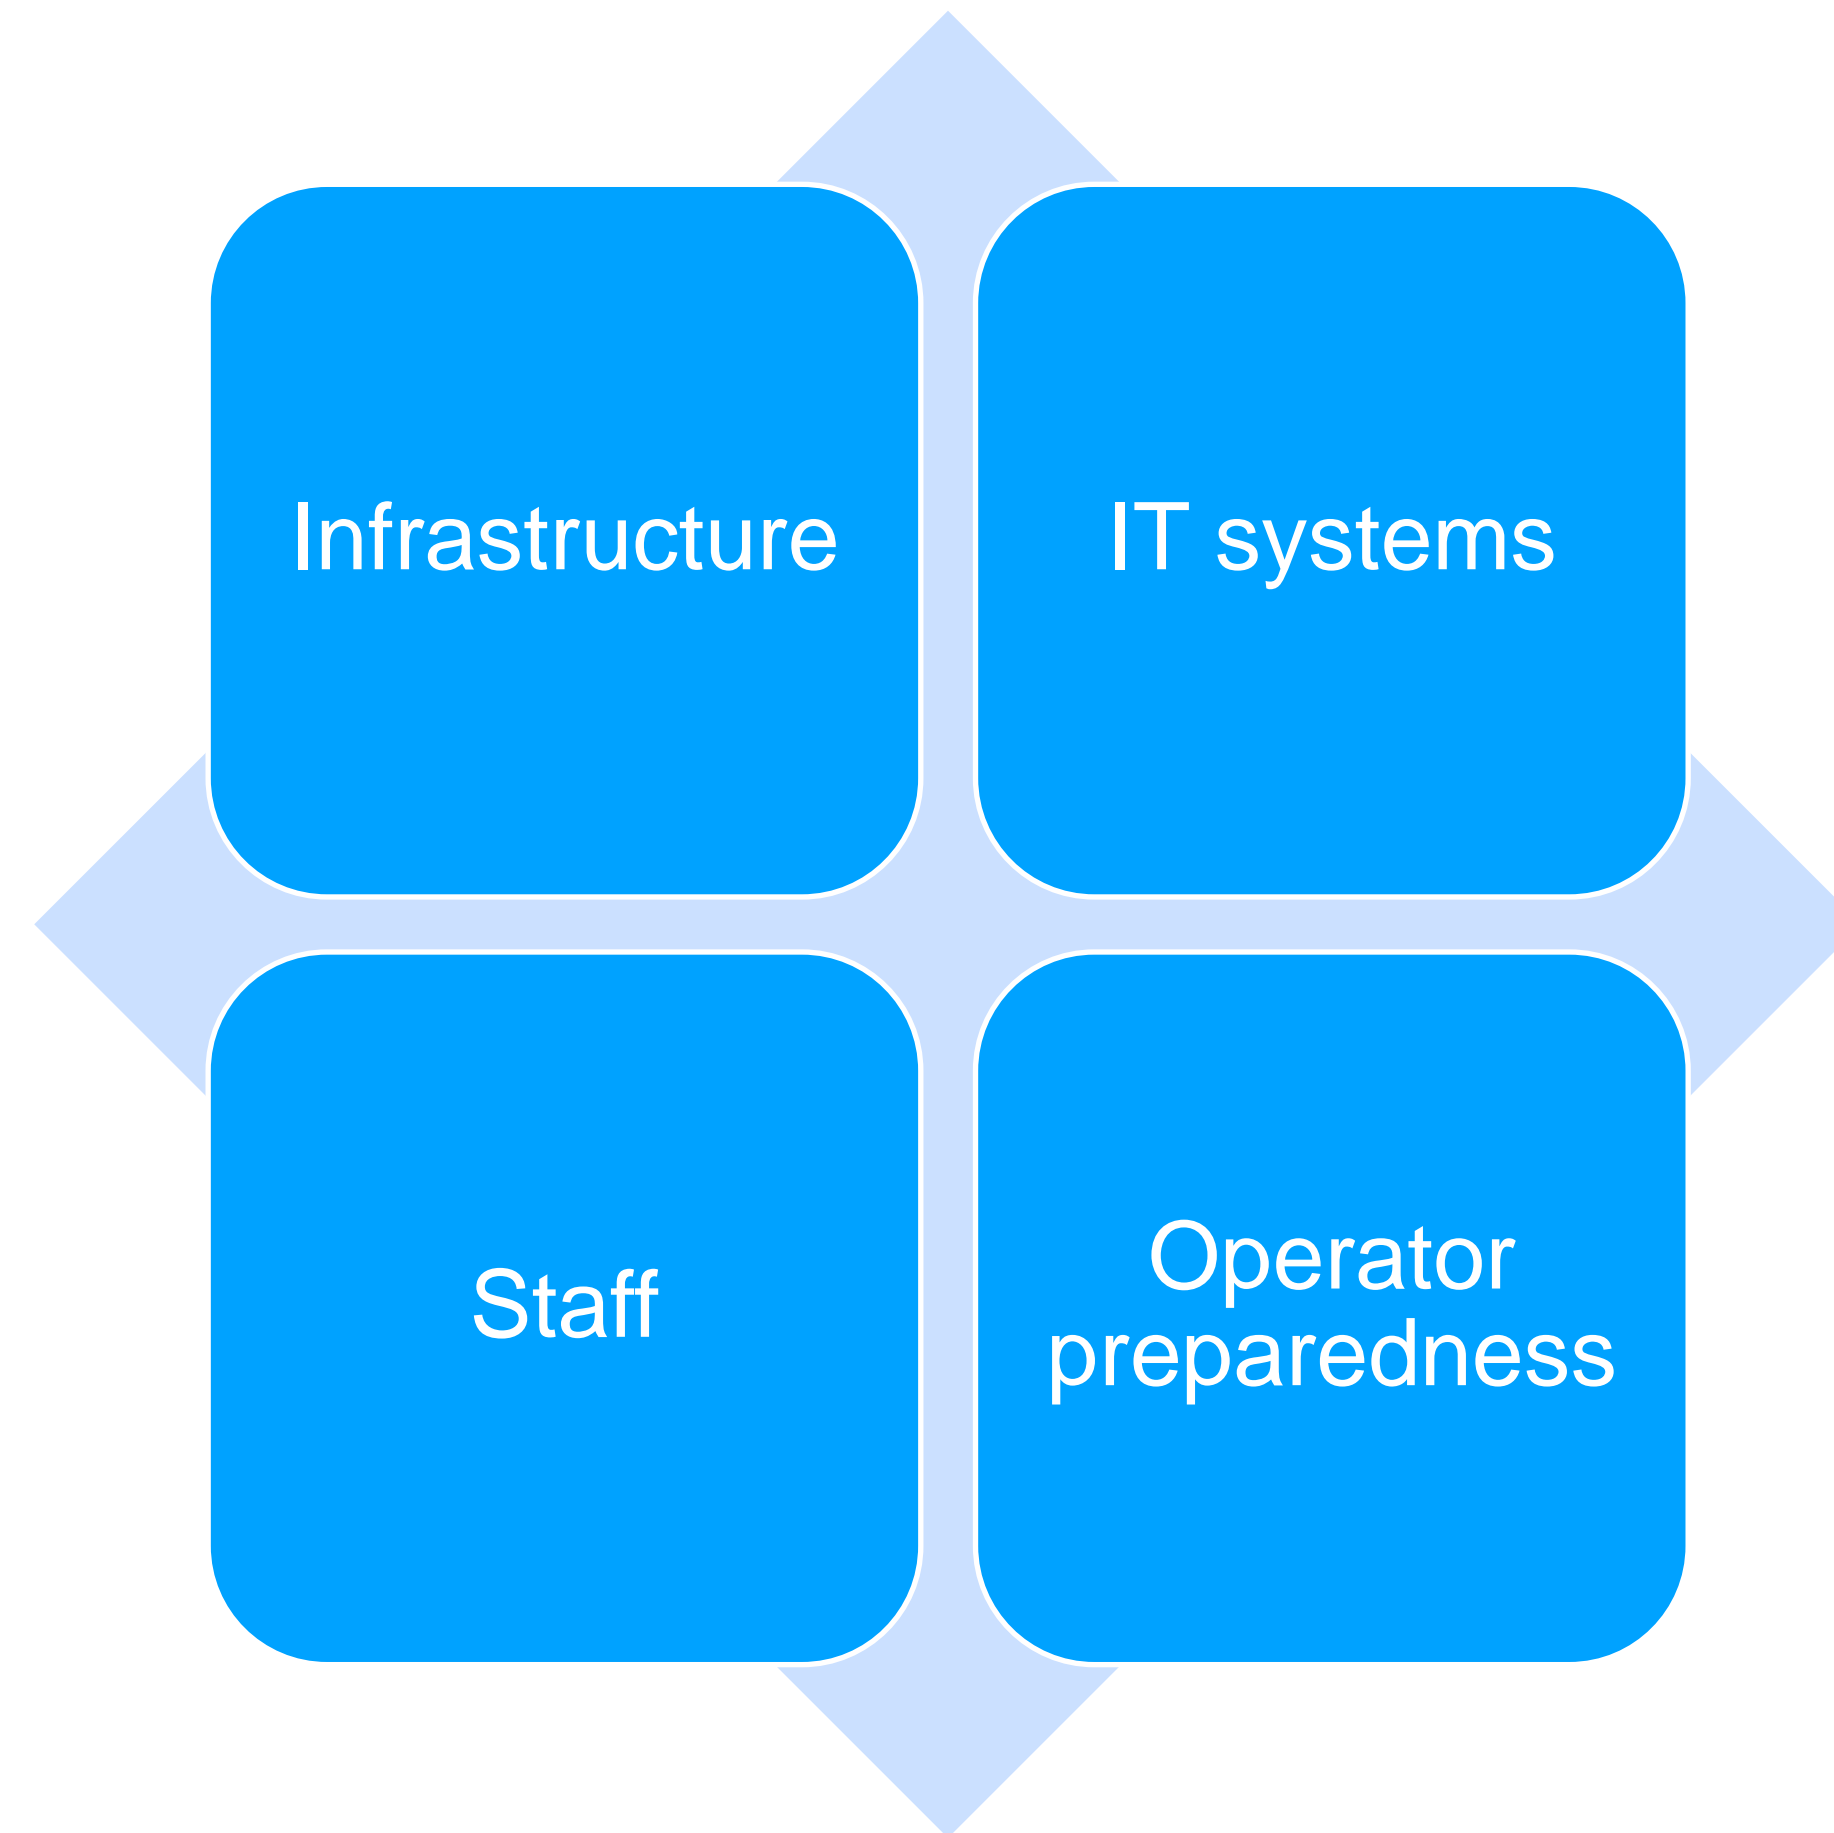 Infrastructure
IT systems
Staff
Operator
preparedness